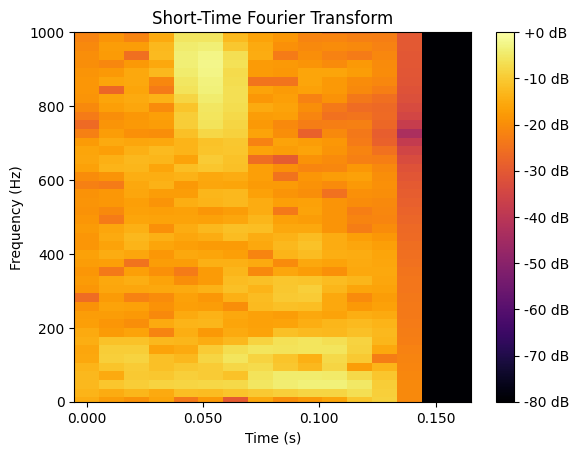 Short-Time Fourier Transform
1000
800
600
400
200
0
Frequency (Hz)
0.000
0.050
0.100
0.150
Time (s)
+0 dB
-10 dB
-20 dB
-30 dB
-40 dB
-50 dB
-60 dB
-70 dB
-80 dB